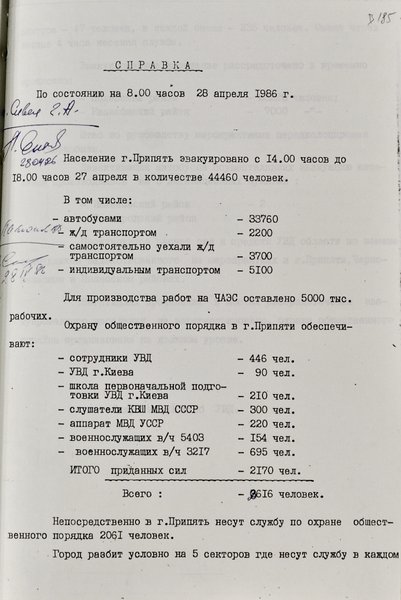 D 185
СПРАВКА
По состоянию на 8.00 часов 28 апреля 1986 г.
280486
Население г.Припять эвакуировано с 14.00 часов до
18.00 часов 27 апреля в количестве 44460 человек.
В том числе:
- автобусами - 33760
- ж/д транспортом - 2200
- самостоятельно уехали ж/д
транспортом - 3700
- индивидуальным транспортом - 5100
Для производства работ на ЧАЭС оставлено 5000 тыс.
рабочих.
Охрану общественного порядка в г.Припяти обеспечи-
вают:
- сотрудники УВД - 446 чел.
- УВД г.Киева - 90 чел.
- школа первоначальной подго-
товки УВД г.Киева - 210 чел.
- слушатели КВШ МВД СССР - 300 чел.
- аппарат МВД УССР - 220 чел.
- военнослужащих в/ч 5403 - 154 чел.
- военнослужащих в/ч 3217 - 695 чел.
ИТОГО приданных сил - 2170 чел.
Всего : - 2616 человек.
Непосредственно в г.Припять несут службу по охране общест-
венного порядка 2061 человек.
Город разбит условно на 5 секторов где несут службу в каждом